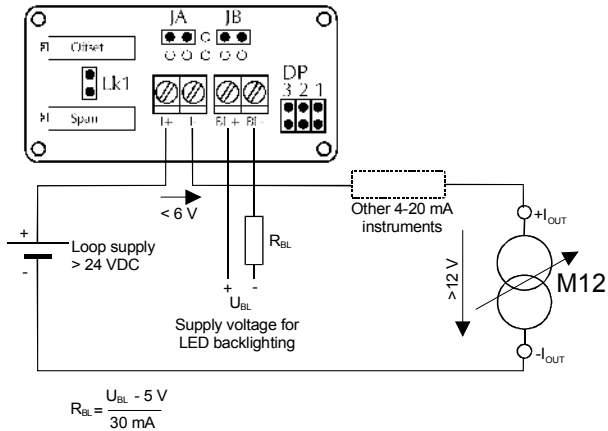 JA JB
Offset
Lk1
DP
3 2 1
Span
I+ I- BL+ BL-
< 6 V
Other 4-20 mA
instruments
+I_OUT
+
Loop supply
> 24 VDC
-
R_BL
>12 V
M12
+ -
U_BL
Supply voltage for
LED backlighting
-I_OUT
R_BL = (U_BL - 5 V) / 30 mA